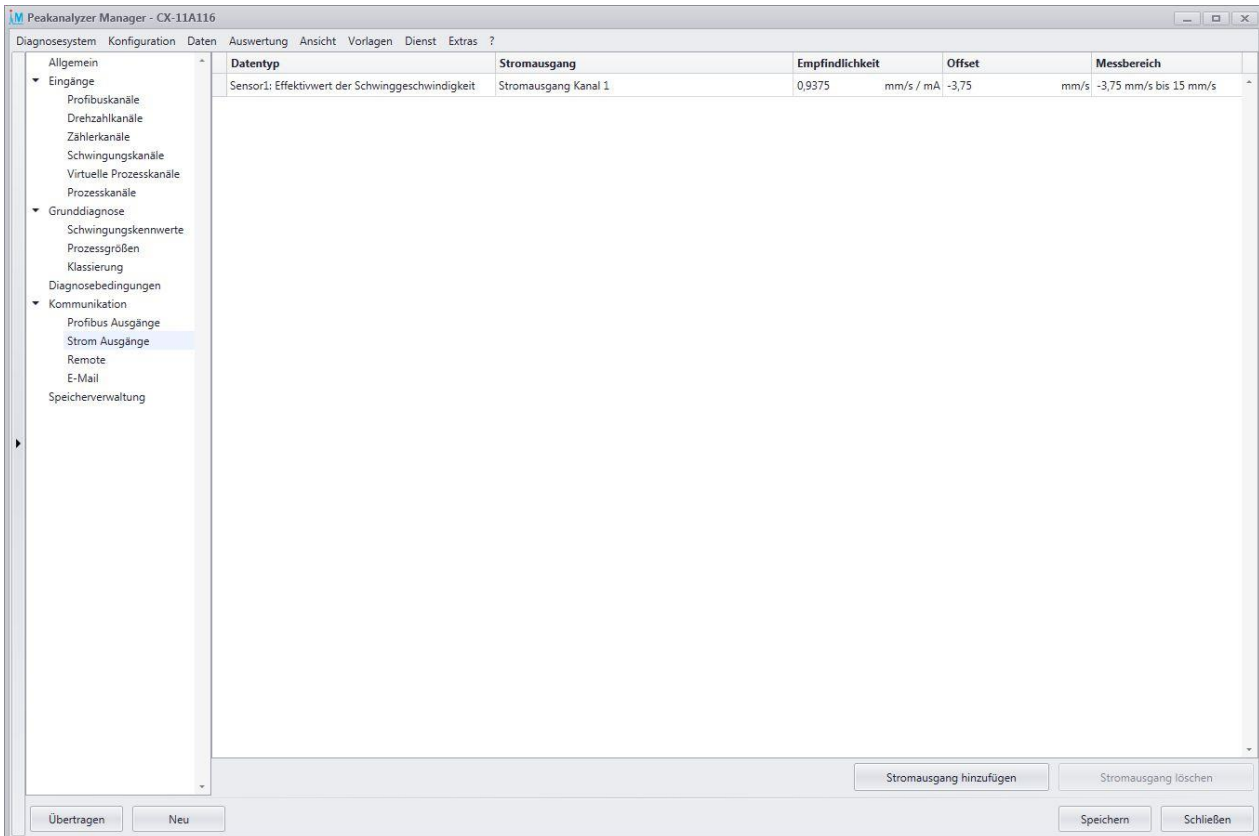 Peakanalyzer Manager - CX-11A116
Diagnosesystem Konfiguration Daten Auswertung Ansicht Vorlagen Dienst Extras ?
Allgemein
Eingänge
Profibuskanäle
Drehzahlkanäle
Zählerkanäle
Schwingungskanäle
Virtuelle Prozesskanäle
Prozesskanäle
Grunddiagnose
Schwingungskennwerte
Prozessgrößen
Klassierung
Diagnosebedingungen
Kommunikation
Profibus Ausgänge
Strom Ausgänge
Remote
E-Mail
Speicherverwaltung
Datentyp Stromausgang Empfindlichkeit Offset Messbereich
Sensor1: Effektivwert der Schwinggeschwindigkeit Stromausgang Kanal 1 0,9375 mm/s / mA -3,75 mm/s -3,75 mm/s bis 15 mm/s
Stromausgang hinzufügen Stromausgang löschen
Übertragen Neu Speichern Schließen